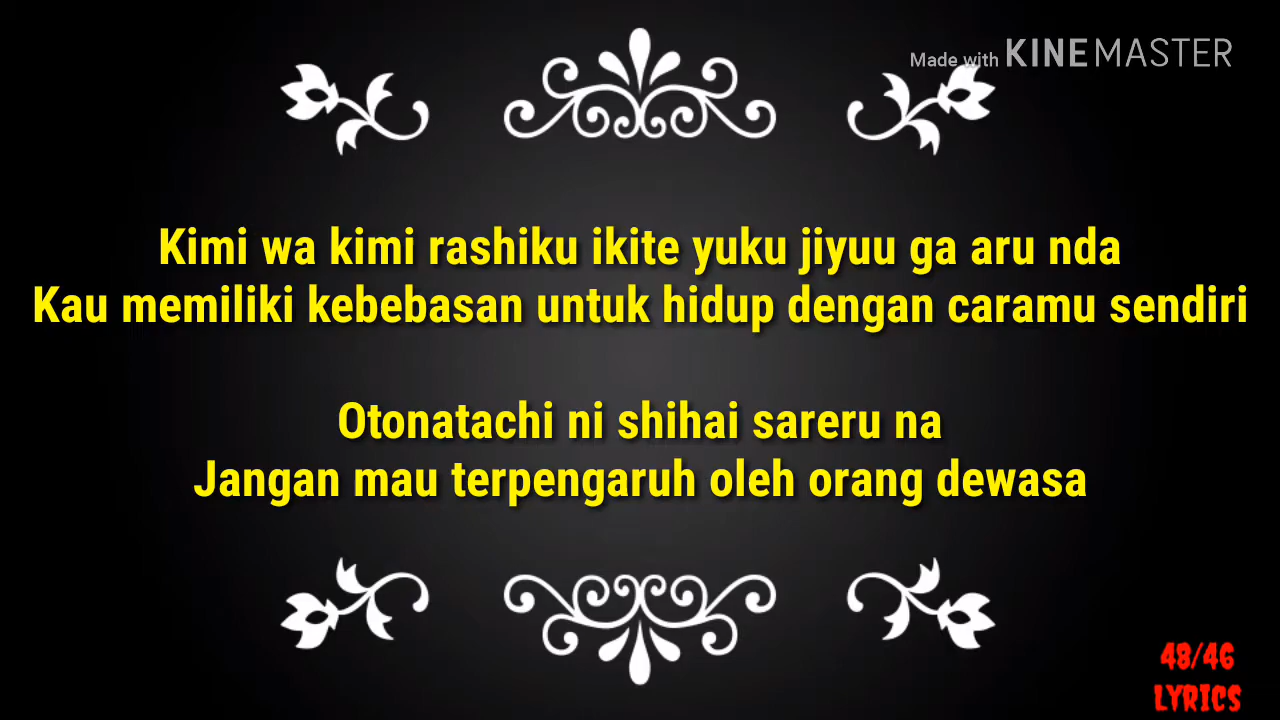 Made with KINEMASTER
Kimi wa kimi rashiku ikite yuku jiyuu ga aru nda
Kau memiliki kebebasan untuk hidup dengan caramu sendiri
Otonatachi ni shihai sareru na
Jangan mau terpengaruh oleh orang dewasa
48/46
LYRICS